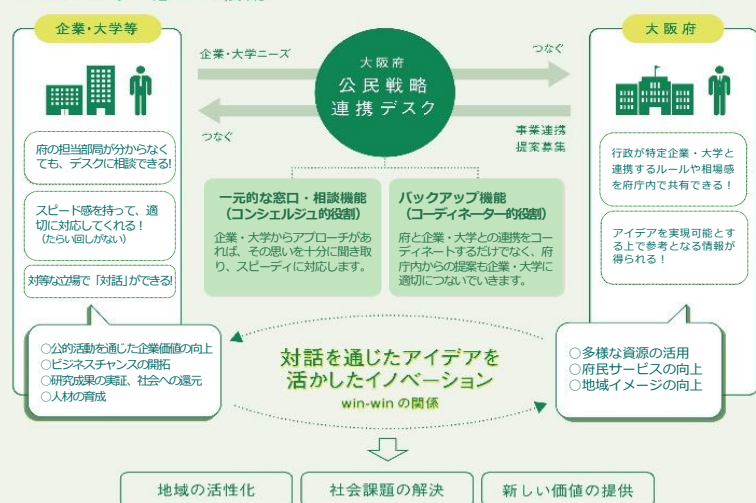 企業・大学等
大阪府
企業・大学ニーズ
つなぐ
大阪府
公民戦略
連携デスク
つなぐ
事業連携
提案募集
府の担当部局が分からなく
ても、デスクに相談できる!
スピード感を持って、適
切に対応してくれる！
(たらい回しがない)
対等な立場で「対話」ができる!
一元的な窓口・相談機能
（コンシェルジュ的役割）
企業・大学からアプローチがあ
れば、その思いを十分に聞き取
り、スピーディに対応します。
バックアップ機能
（コーディネーター的役割）
府と企業・大学との連携をコー
ディネートするだけでなく、府
庁内からの提案も企業・大学に
適切につないでいきます。
行政が特定企業・大学と
連携するルールや相場感
を府庁内で共有できる！
アイデアを実現可能とす
る上で参考となる情報が
得られる！
○公的活動を通じた企業価値の向上
○ビジネスチャンスの開拓
○研究成果の実証、社会への還元
○人材の育成
対話を通じたアイデアを
活かしたイノベーション
win-win の関係
○多様な資源の活用
○府民サービスの向上
○地域イメージの向上
地域の活性化
社会課題の解決
新しい価値の提供